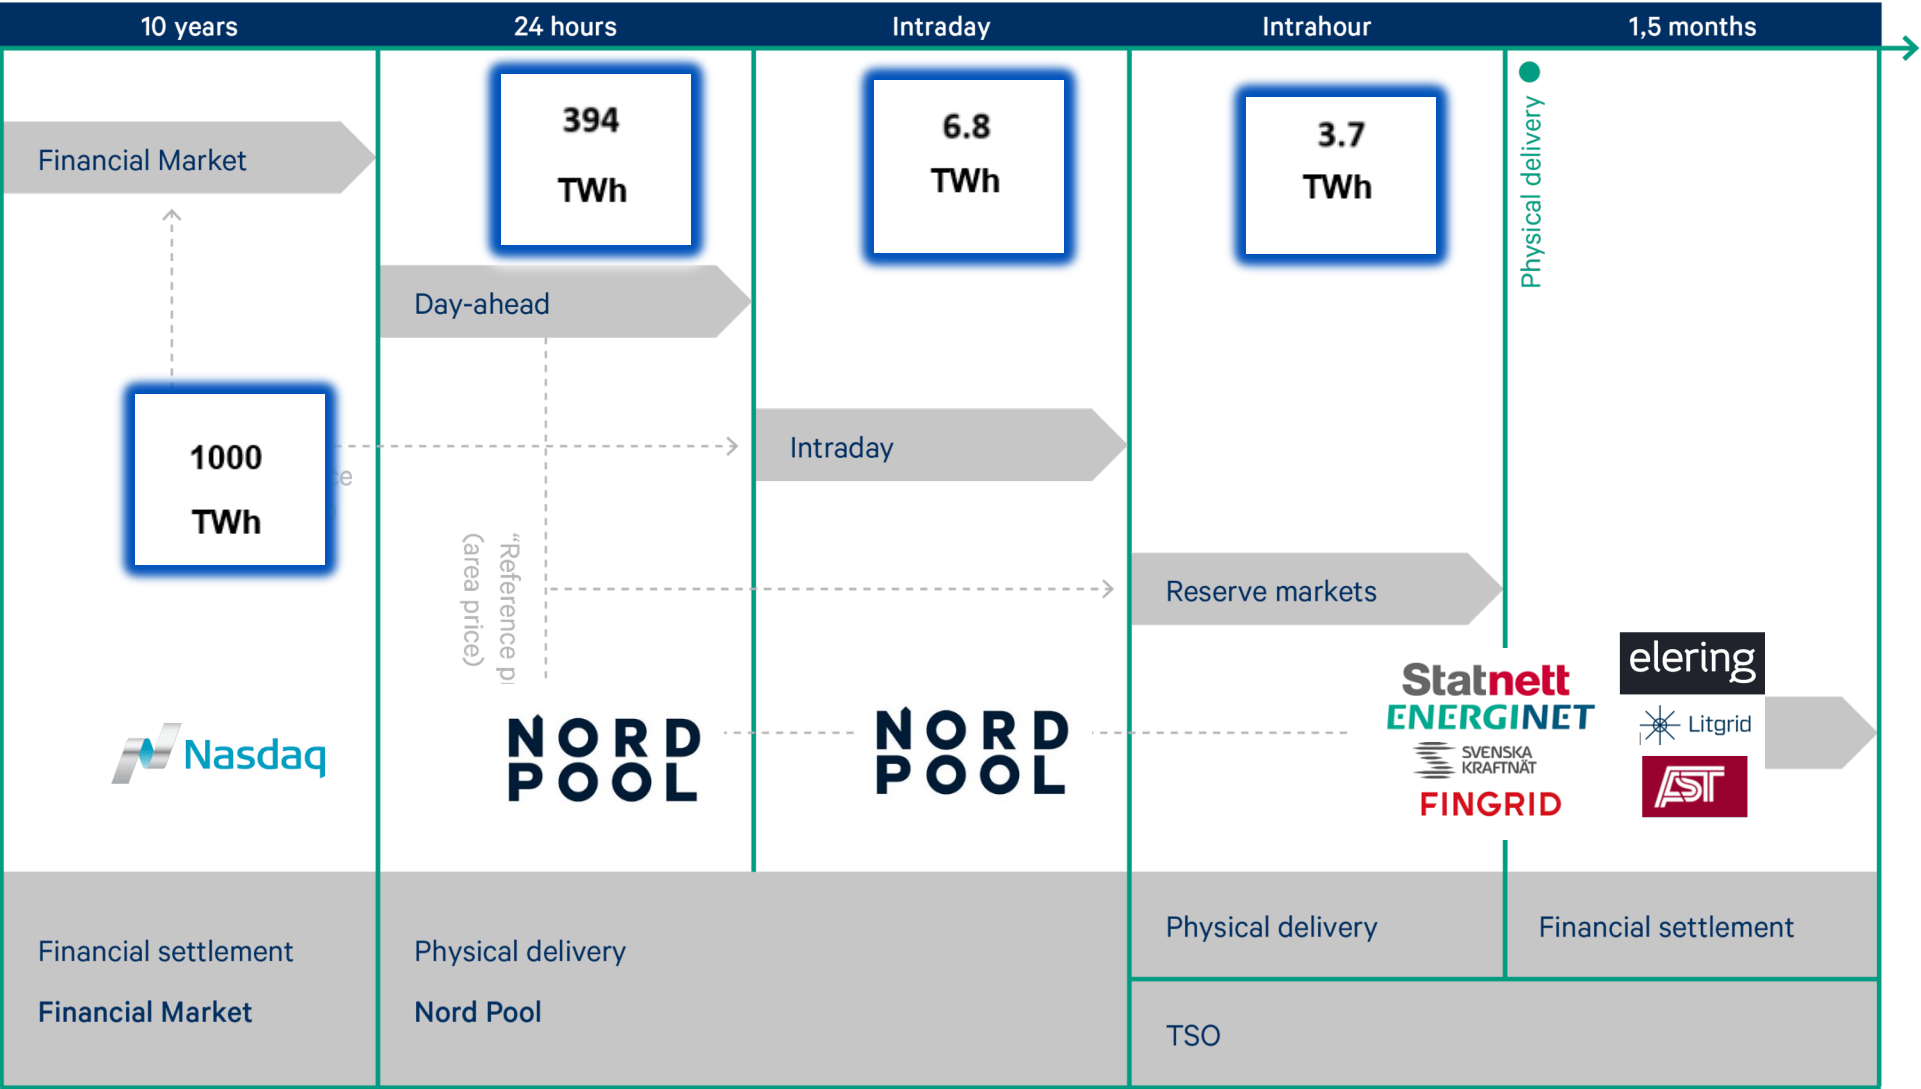 10 years
24 hours
Intraday
Intrahour
1,5 months
Financial Market
394
TWh
6.8
TWh
3.7
TWh
Physical delivery
Day-ahead
1000
TWh
Intraday
"Reference
(area price)
Reserve markets
Nasdaq
NORD
POOL
NORD
POOL
Statnett
ENERGINET
SVENSKA
KRAFTNÄT
FINGRID
elering
Litgrid
AST
Financial settlement
Financial Market
Physical delivery
Nord Pool
Physical delivery
Financial settlement
TSO